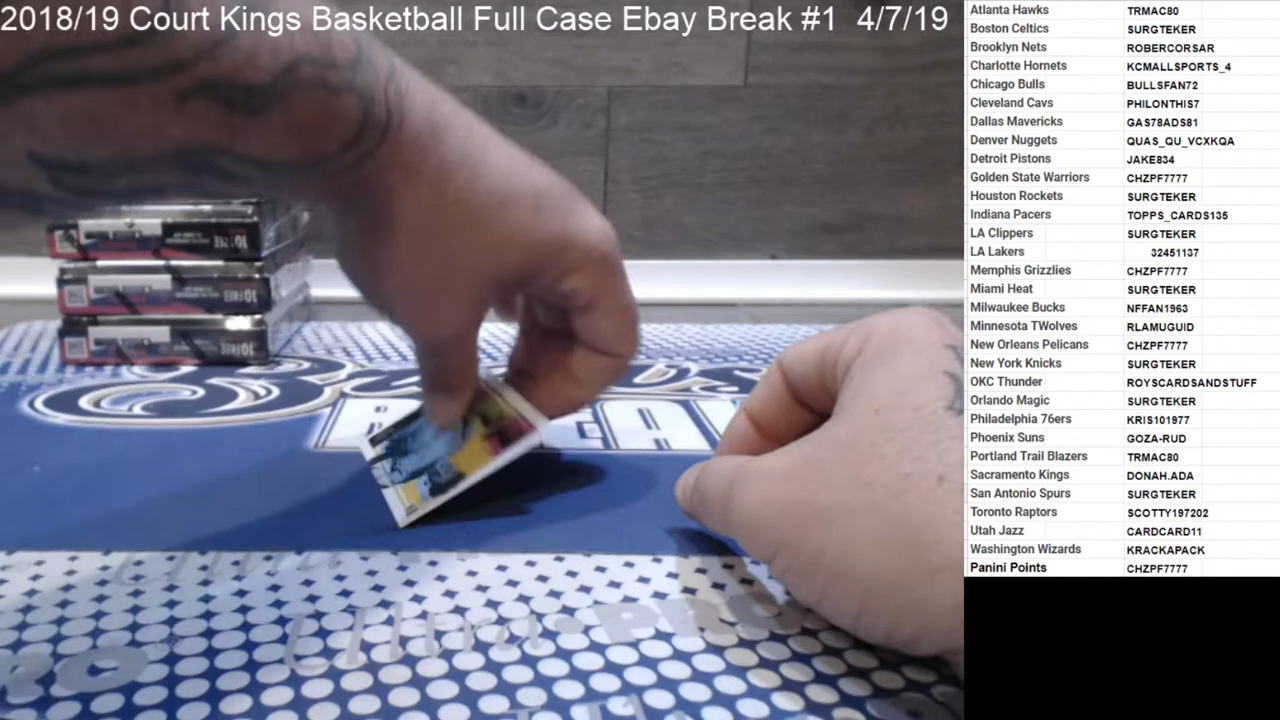 2018/19 Court Kings Basketball Full Case Ebay Break #1 4/7/19
Atlanta Hawks TRMAC80
Boston Celtics SURGTEKER
Brooklyn Nets ROBERCORSAR
Charlotte Hornets KCMALLSPORTS_4
Chicago Bulls BULLSFAN72
Cleveland Cavs PHILONTHIS7
Dallas Mavericks GAS78ADS81
Denver Nuggets QUAS_QU_VCXKQA
Detroit Pistons JAKE834
Golden State Warriors CHZPF7777
Houston Rockets SURGTEKER
Indiana Pacers TOPPS_CARDS135
LA Clippers SURGTEKER
LA Lakers 32451137
Memphis Grizzlies CHZPF7777
Miami Heat SURGTEKER
Milwaukee Bucks NFFAN1963
Minnesota TWolves RLAMUGUID
New Orleans Pelicans CHZPF7777
New York Knicks SURGTEKER
OKC Thunder ROYSCARDSANDSTUFF
Orlando Magic SURGTEKER
Philadelphia 76ers KRIS101977
Phoenix Suns GOZA-RUD
Portland Trail Blazers TRMAC80
Sacramento Kings DONAH.ADA
San Antonio Spurs SURGTEKER
Toronto Raptors SCOTTY197202
Utah Jazz CARDCARD11
Washington Wizards KRACKAPACK
Panini Points CHZPF7777
Ultra PRO